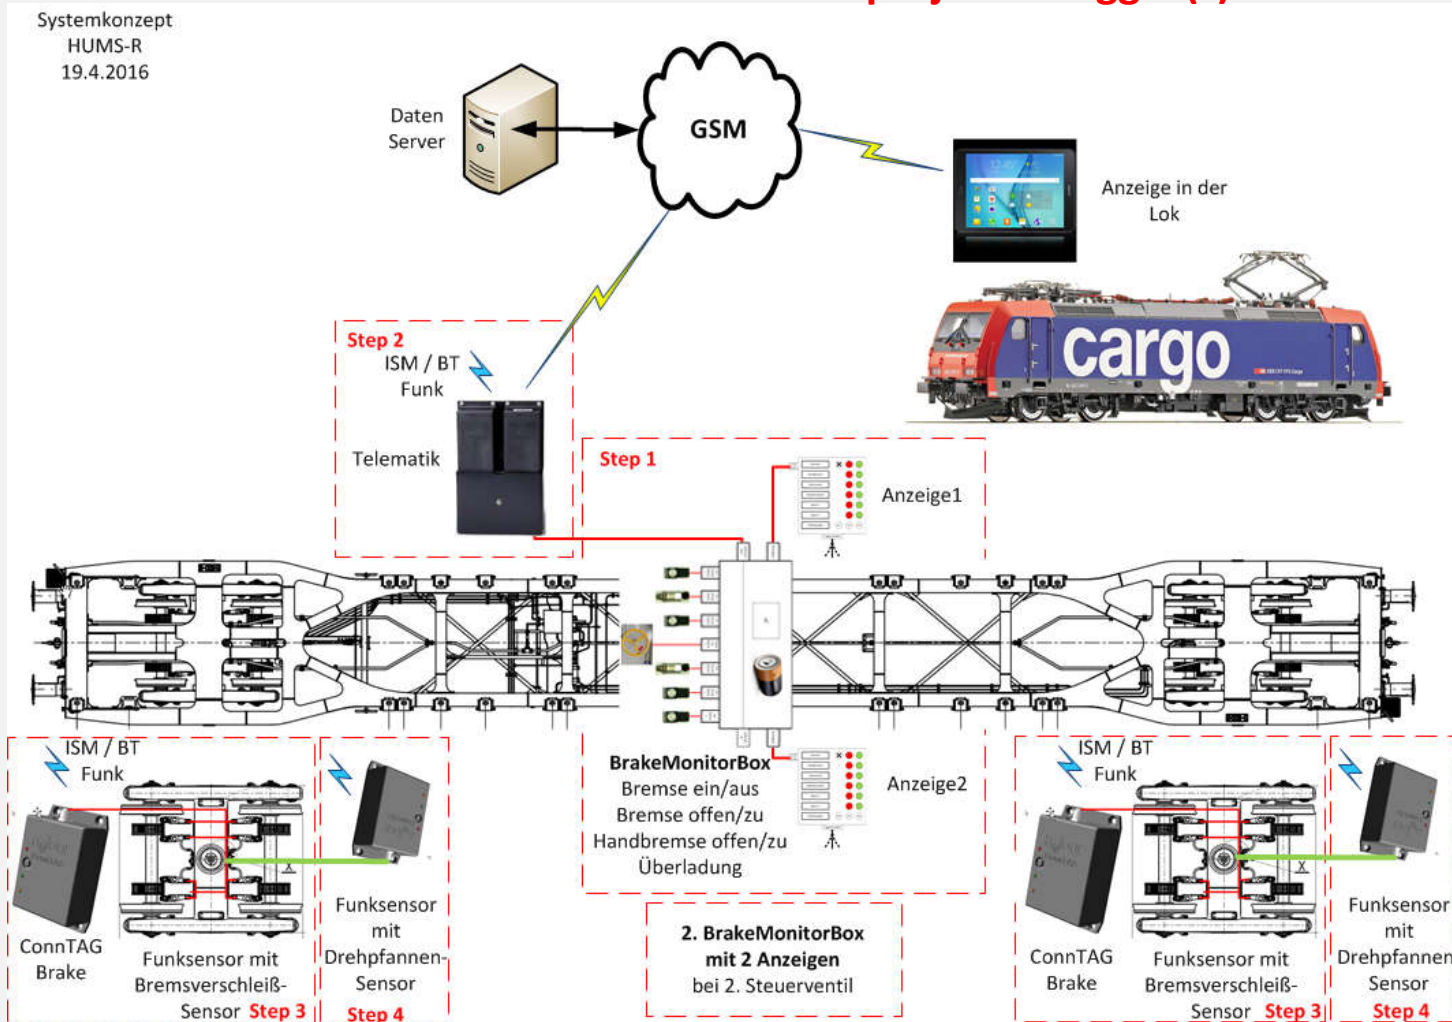 Systemkonzept
HUMS-R
19.4.2016
Daten
Server
GSM
Anzeige in der
Lok
cargo
Step 2
ISM / BT
Funk
Telematik
Step 1
Anzeige1
BrakeMonitorBox
Bremse ein/aus
Bremse offen/zu
Handbremse offen/zu
Überladung
Anzeige2
2. BrakeMonitorBox
mit 2 Anzeigen
bei 2. Steuerventil
ISM / BT
Funk
ConnTAG
Brake
Funksensor mit
Bremsverschleiß-
Sensor Step 3
Funksensor
mit
Drehpfannen-
Sensor
Step 4
ISM / BT
Funk
ConnTAG
Brake
Funksensor mit
Bremsverschleiß-
Sensor Step 3
Funksensor
mit
Drehpfannen
Sensor
Step 4